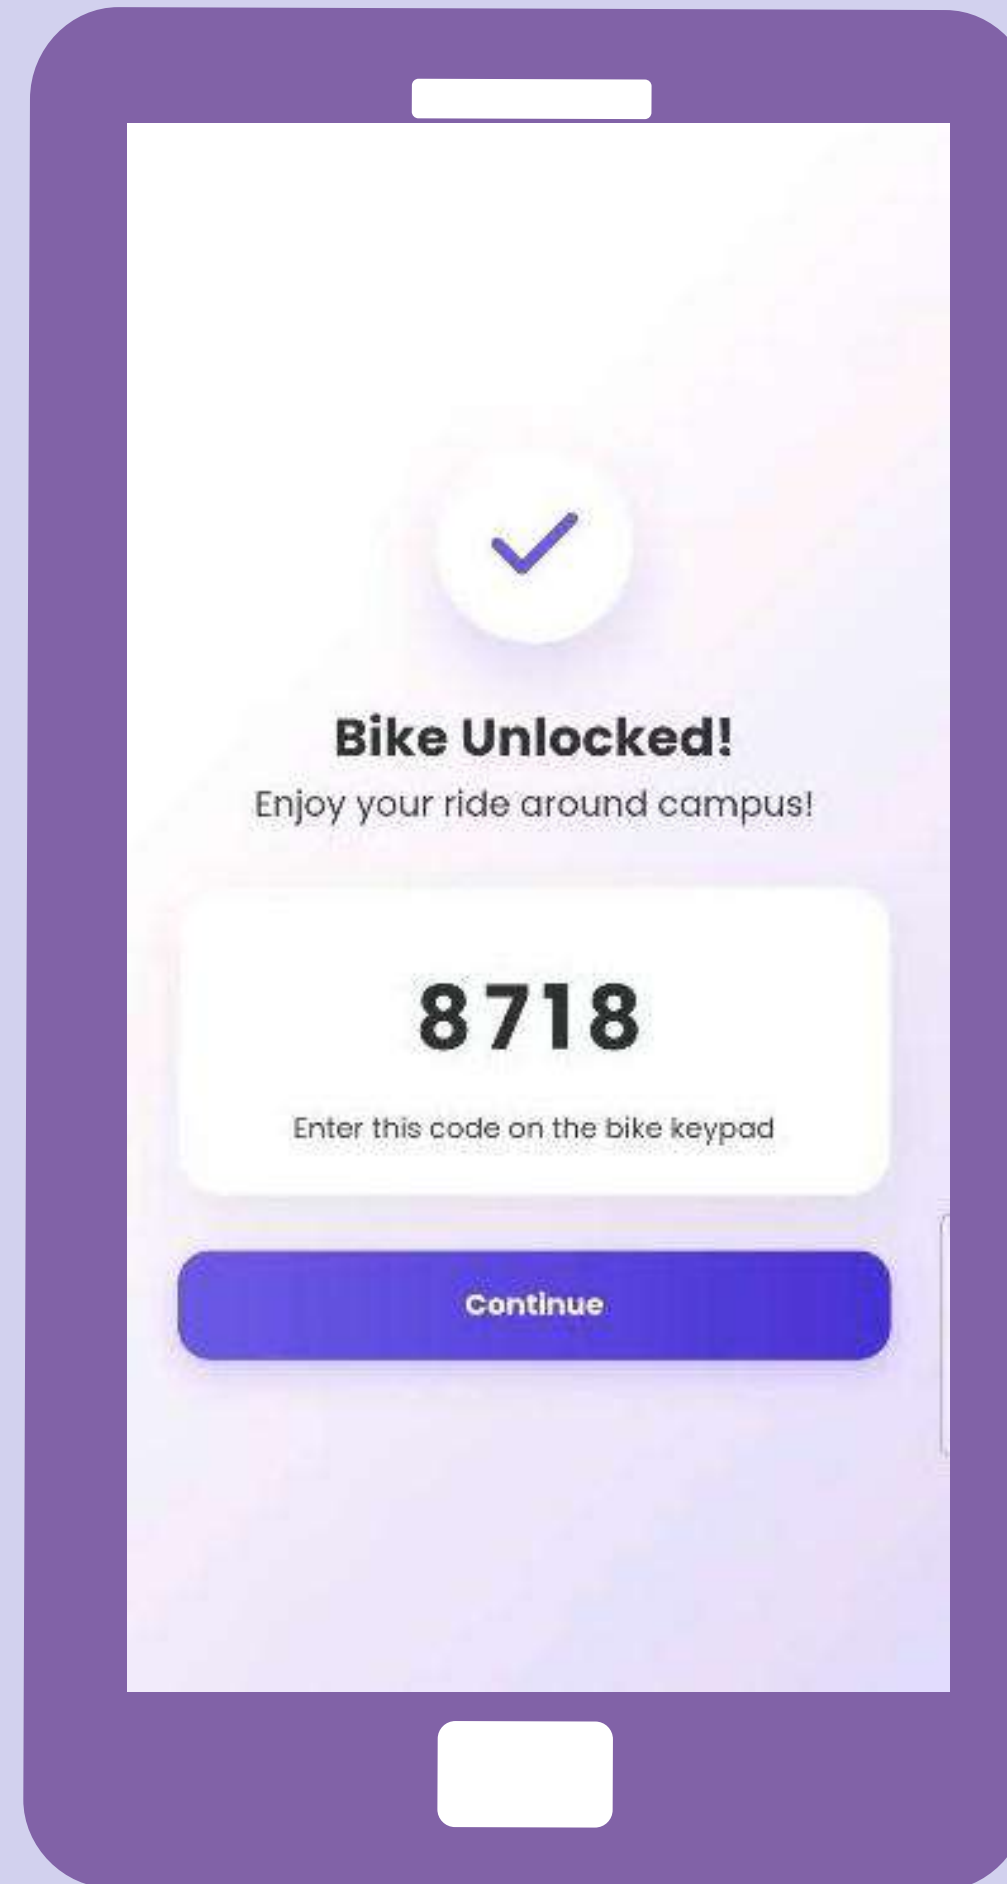 Bike Unlocked!
Enjoy your ride around campus!
8718
Enter this code on the bike keypad
Continue